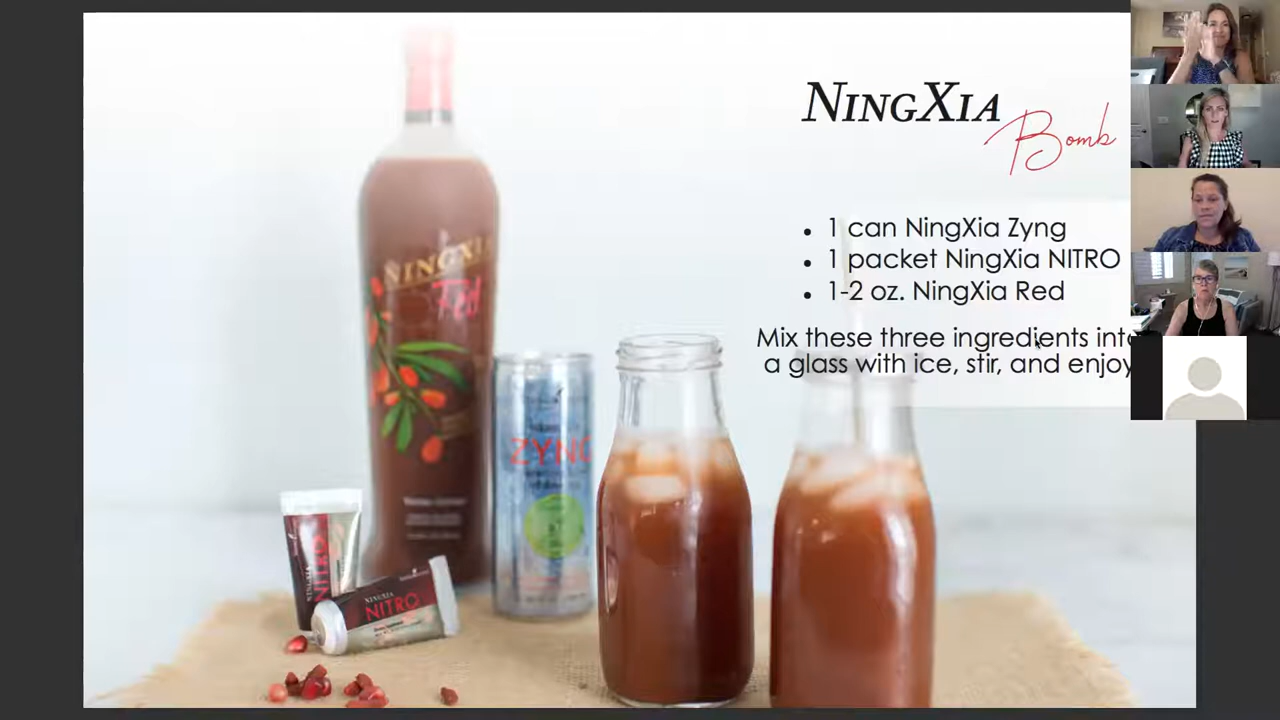 NINGXIA
Bomb
• 1 can NingXia Zyng
• 1 packet NingXia NITRO
• 1-2 oz. NingXia Red
Mix these three ingredients into
a glass with ice, stir, and enjoy
NINGXIA
Red
ZYNG
NITRO
NINGXIA
NITRO